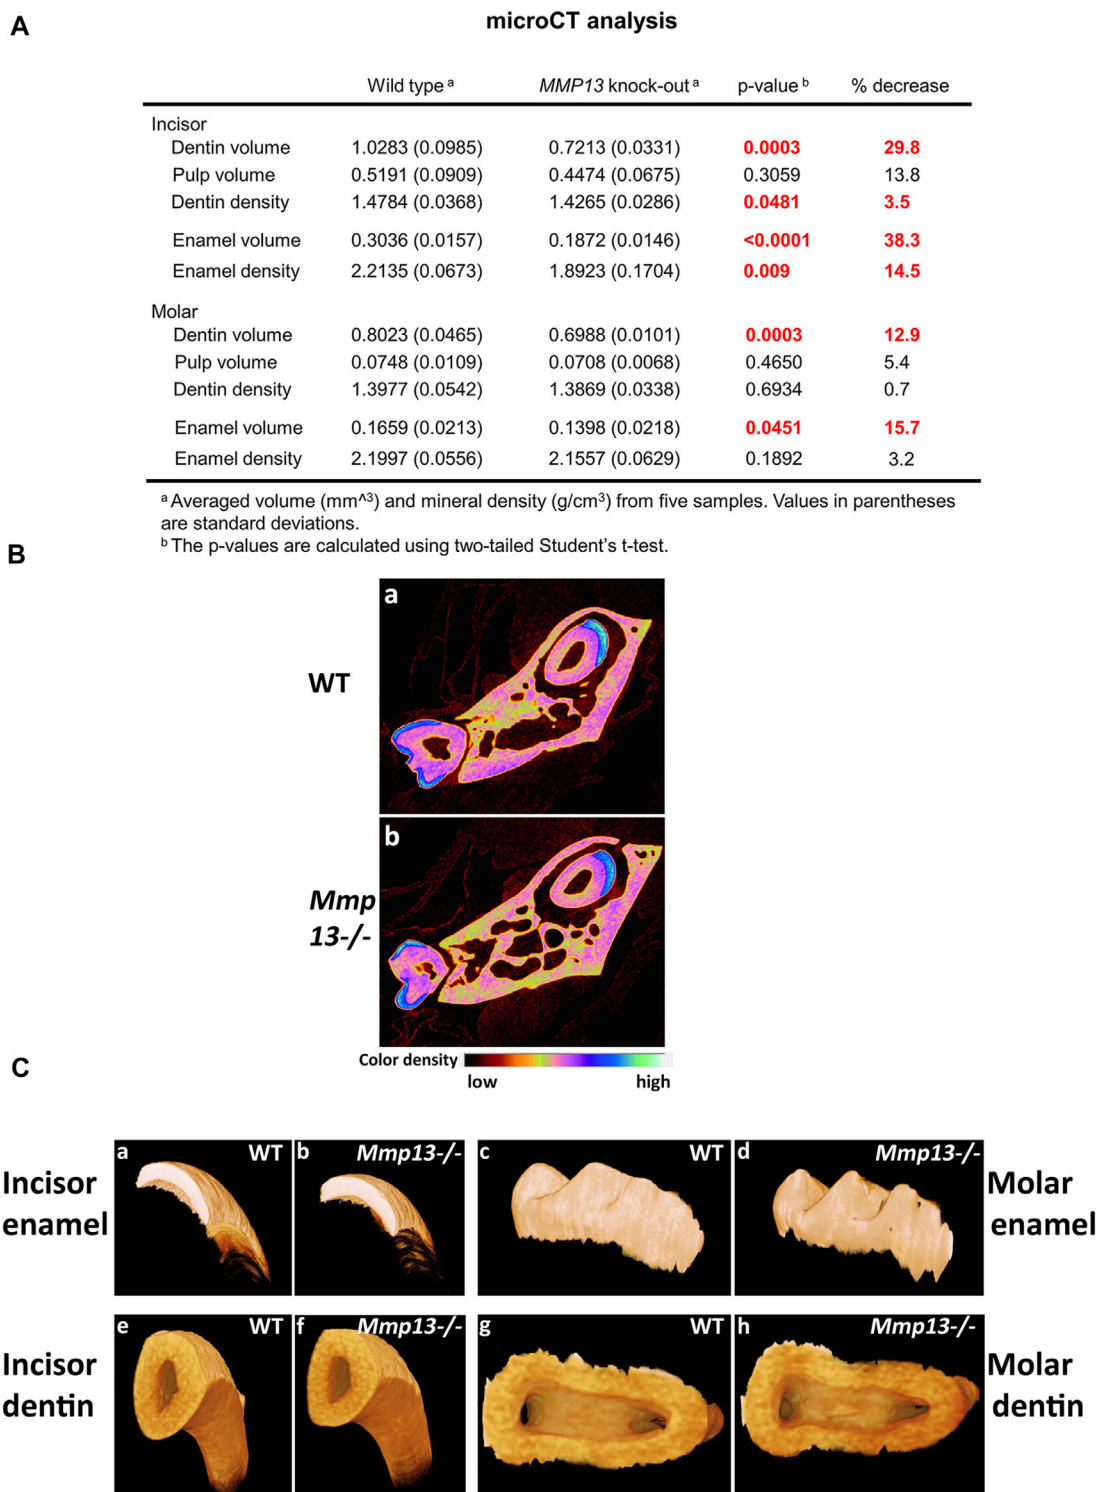 A
microCT analysis
Wild type a MMP13 knock-out a p-value b % decrease
Incisor
Dentin volume 1.0283 (0.0985) 0.7213 (0.0331) 0.0003 29.8
Pulp volume 0.5191 (0.0909) 0.4474 (0.0675) 0.3059 13.8
Dentin density 1.4784 (0.0368) 1.4265 (0.0286) 0.0481 3.5
Enamel volume 0.3036 (0.0157) 0.1872 (0.0146) <0.0001 38.3
Enamel density 2.2135 (0.0673) 1.8923 (0.1704) 0.009 14.5
Molar
Dentin volume 0.8023 (0.0465) 0.6988 (0.0101) 0.0003 12.9
Pulp volume 0.0748 (0.0109) 0.0708 (0.0068) 0.4650 5.4
Dentin density 1.3977 (0.0542) 1.3869 (0.0338) 0.6934 0.7
Enamel volume 0.1659 (0.0213) 0.1398 (0.0218) 0.0451 15.7
Enamel density 2.1997 (0.0556) 2.1557 (0.0629) 0.1892 3.2
a Averaged volume (mm^3) and mineral density (g/cm3) from five samples. Values in parentheses
are standard deviations.
b The p-values are calculated using two-tailed Student's t-test.
B
a
WT
b
Mmp
13-/-
Color density
low high
C
a WT b Mmp13-/- c WT d Mmp13-/-
Incisor
enamel
Molar
enamel
e WT f Mmp13-/- g WT h Mmp13-/-
Incisor
dentin
Molar
dentin